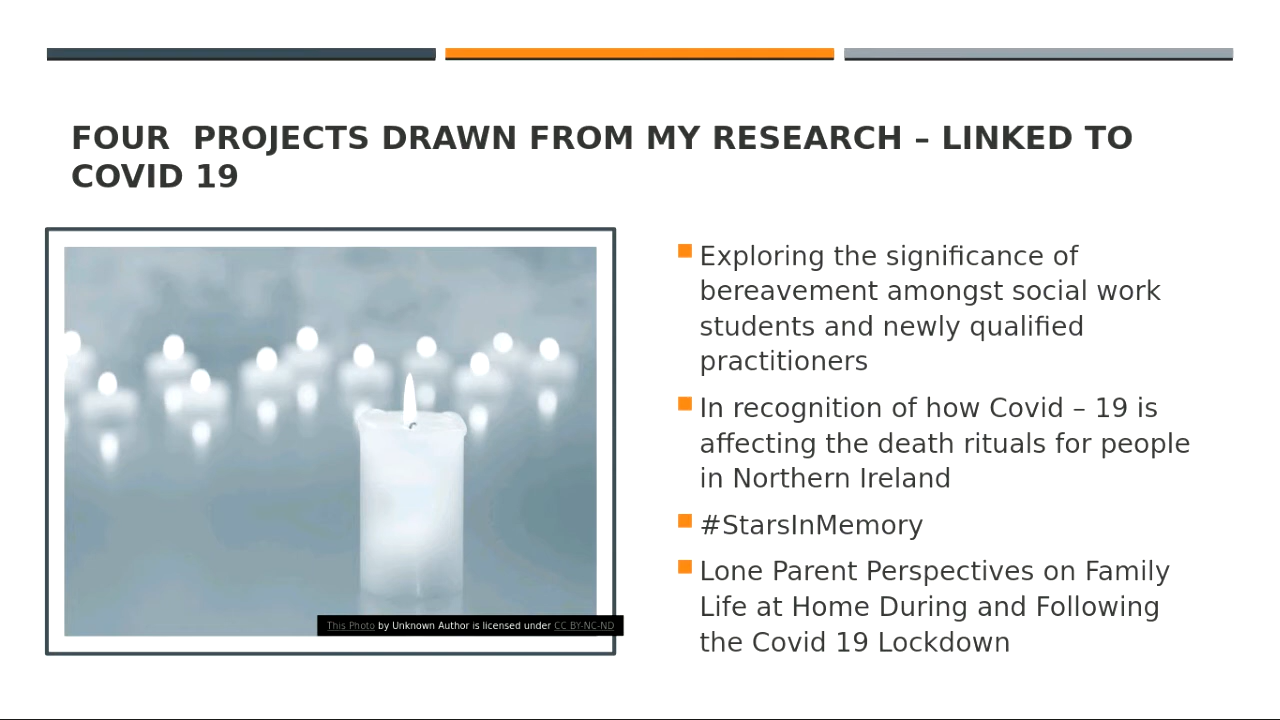 FOUR  PROJECTS DRAWN FROM MY RESEARCH – LINKED TO
COVID 19
Exploring the significance of
bereavement amongst social work
students and newly qualified
practitioners
In recognition of how Covid – 19 is
affecting the death rituals for people
in Northern Ireland
#StarsInMemory
Lone Parent Perspectives on Family
Life at Home During and Following
the Covid 19 Lockdown
This Photo by Unknown Author is licensed under CC BY-NC-ND